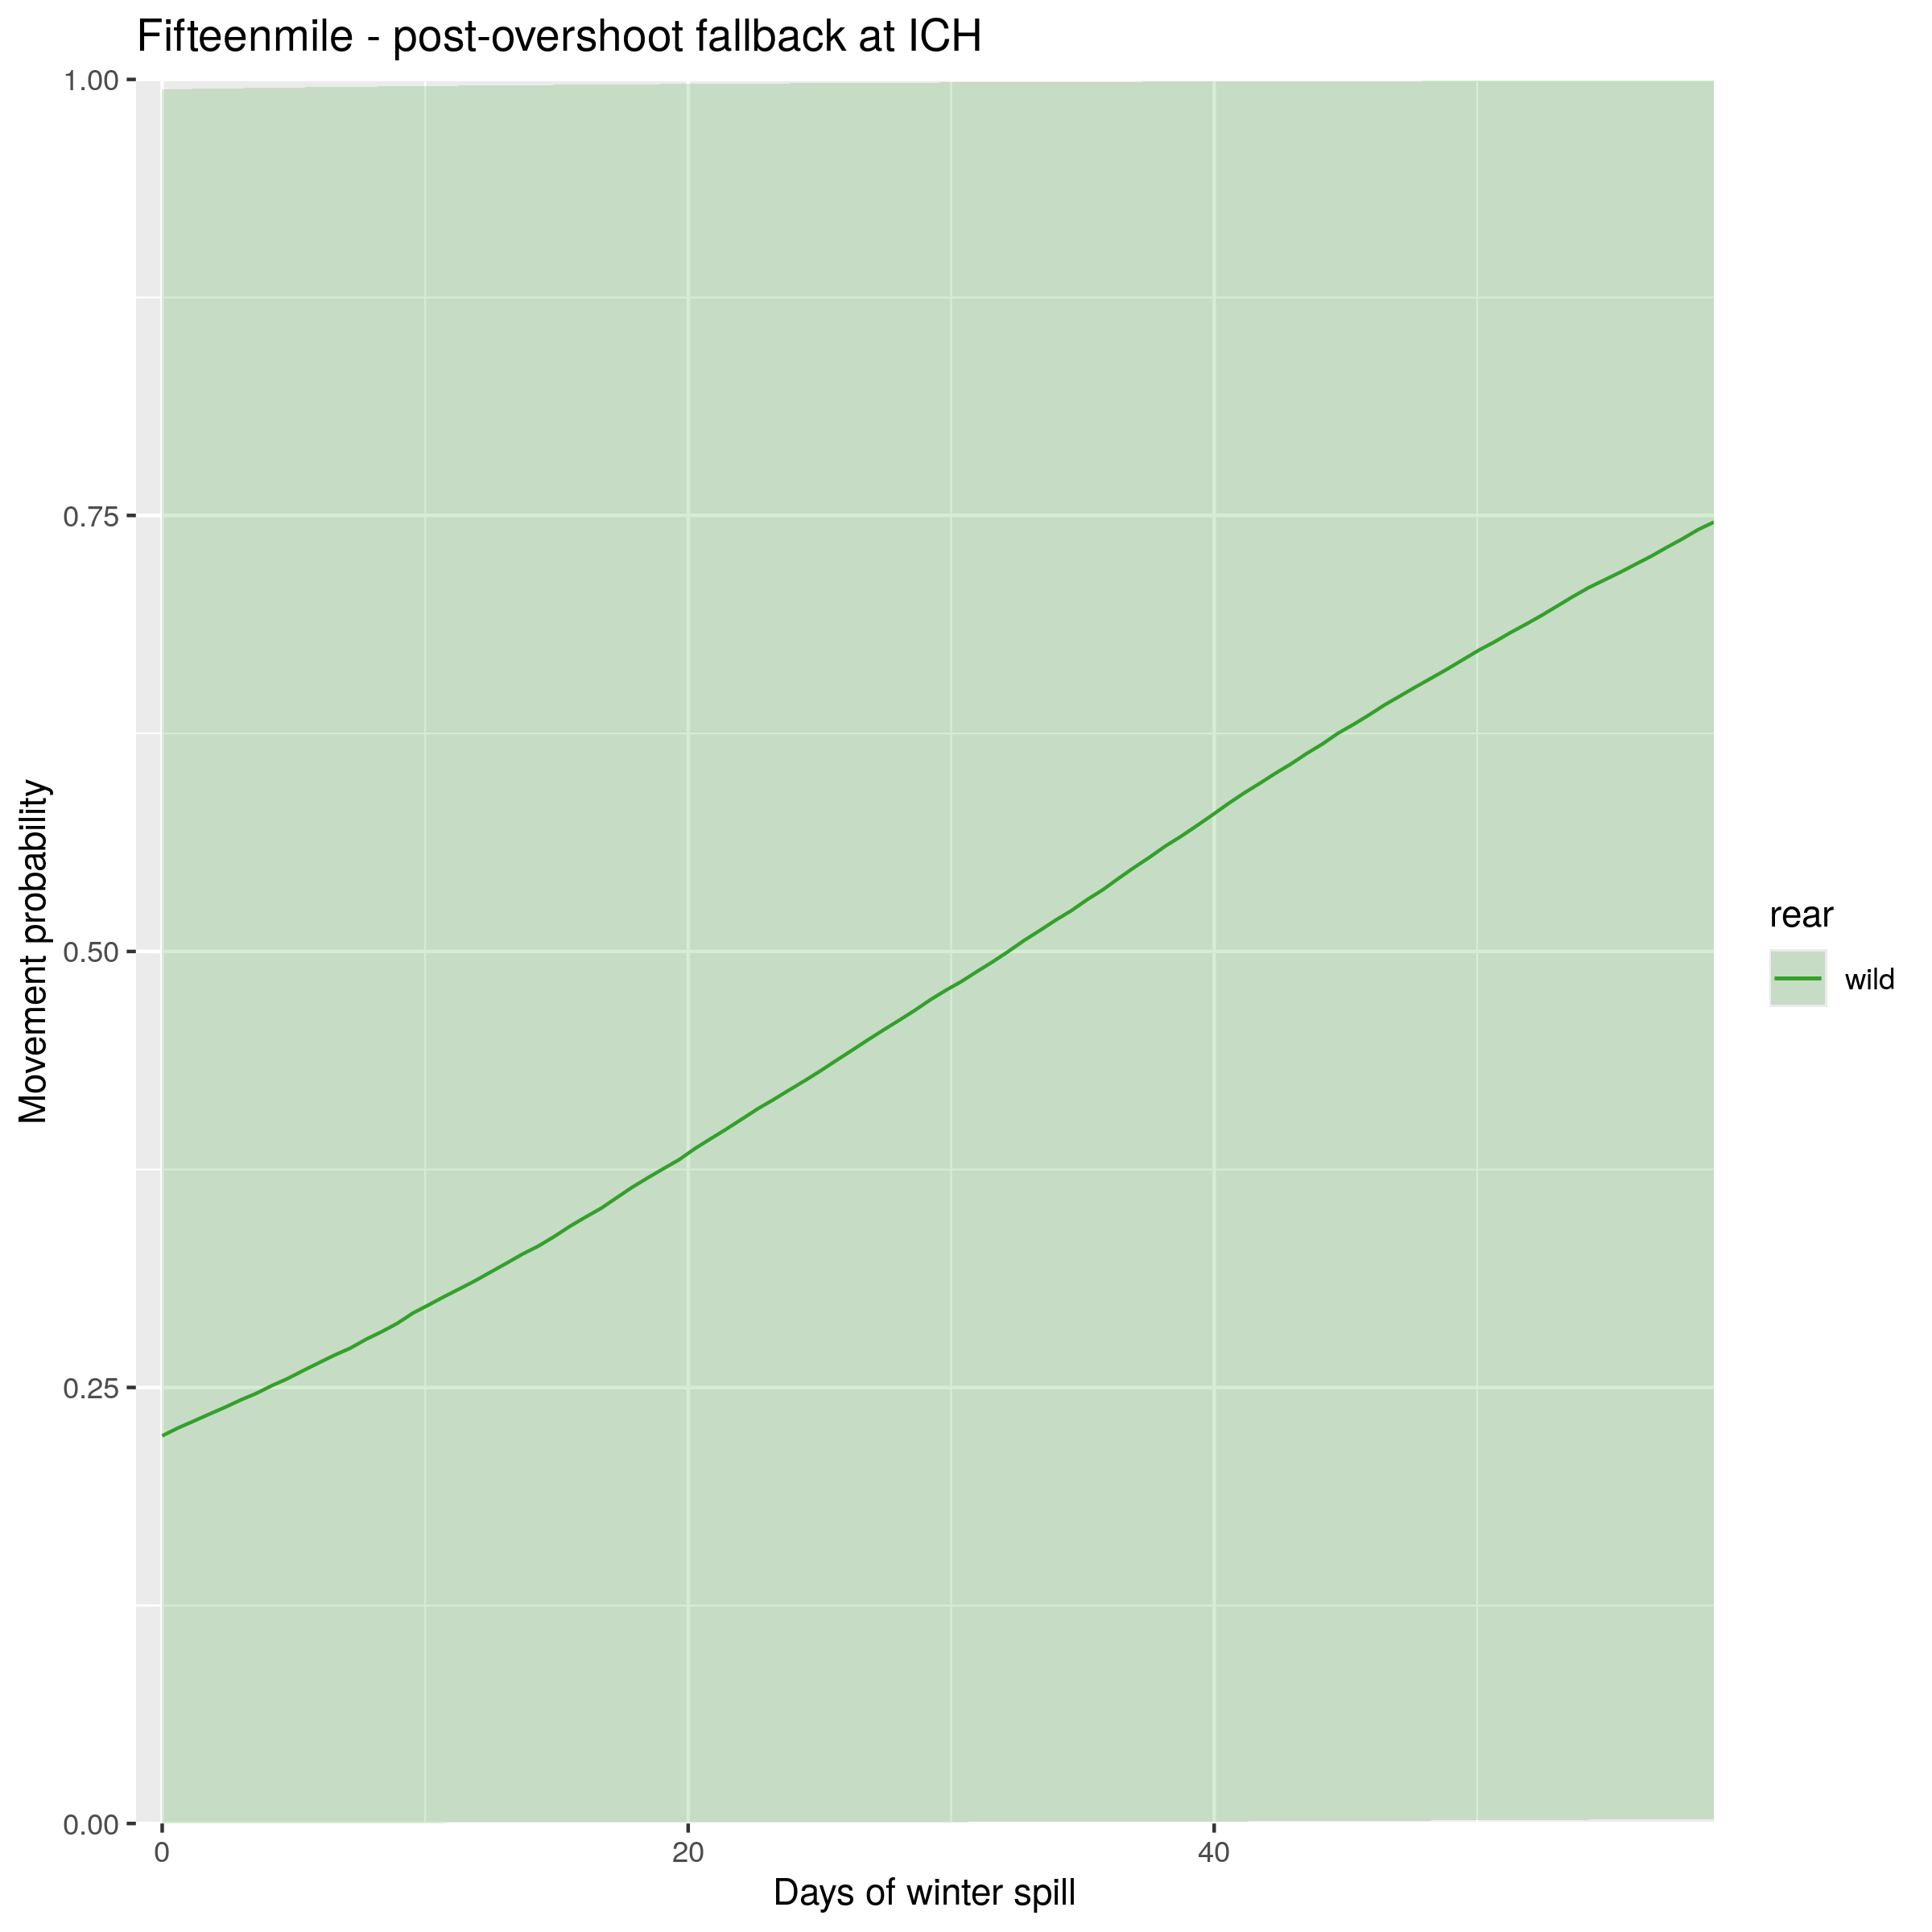 Fifteenmile - post-overshoot fallback at ICH
1.00
0.75
0.50
0.25
0.00
Movement probability
0
20
40
Days of winter spill
rear
wild